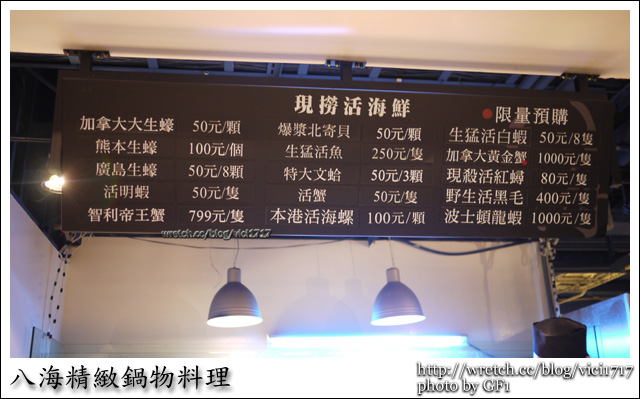 現撈活海鮮
●限量預購
加拿大大生蠔 50元/顆
熊本生蠔 100元/個
廣島生蠔 50元/8顆
活明蝦 50元/隻
智利帝王蟹 799元/隻
爆漿北寄貝 50元/顆
生猛活魚 250元/隻
特大文蛤 50元/3顆
活蟹 50元/隻
本港活海螺 100元/顆
生猛活白蝦 50元/8隻
加拿大黃金蟹 1000元/隻
現殺活紅蟳 80元/隻
野生活黑毛 400元/隻
波士頓龍蝦 1000元/隻
wretch.cc/blog/vici1717
八海精緻鍋物料理
http://wretch.cc/blog/vici1717
photo by GF1